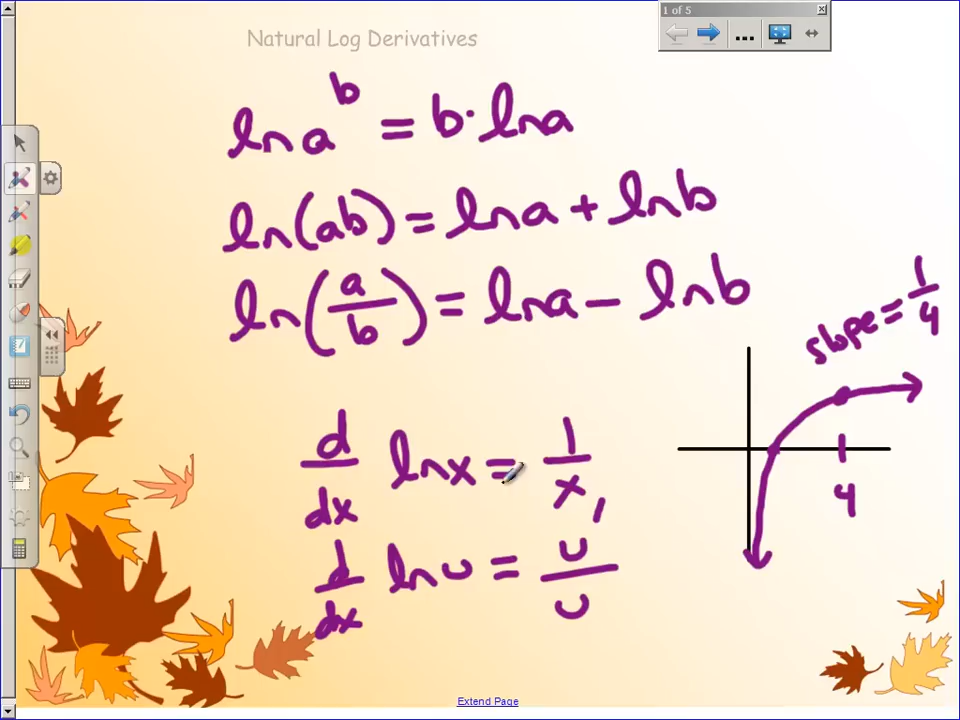 1 of 5
Natural Log Derivatives
ln a^b = b · ln a
ln(ab) = ln a + ln b
ln(a/b) = ln a − ln b
slope = 1/4
d/dx ln x = 1/x
4
d/dx ln u = u'/u
Extend Page